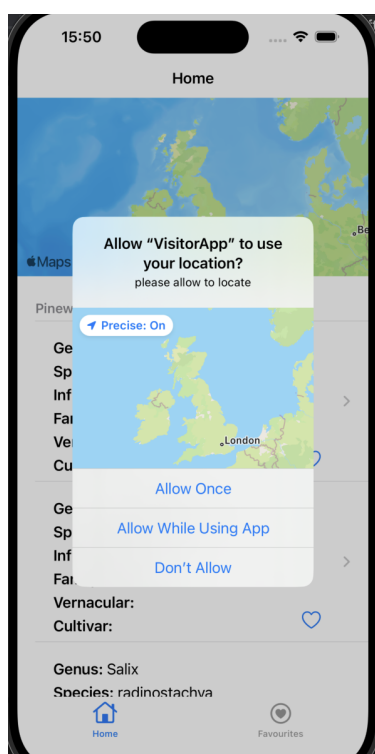 15:50
Home
Be
Maps
Allow “VisitorApp” to use
your location?
please allow to locate
Precise: On
London
Allow Once
Allow While Using App
Don’t Allow
Pinew
Ge
Sp
Inf
Fa
Ve
Cu
Ge
Sp
Inf
Fa
Vernacular:
Cultivar:
Genus: Salix
Species: radinostachya
Home
Favourites